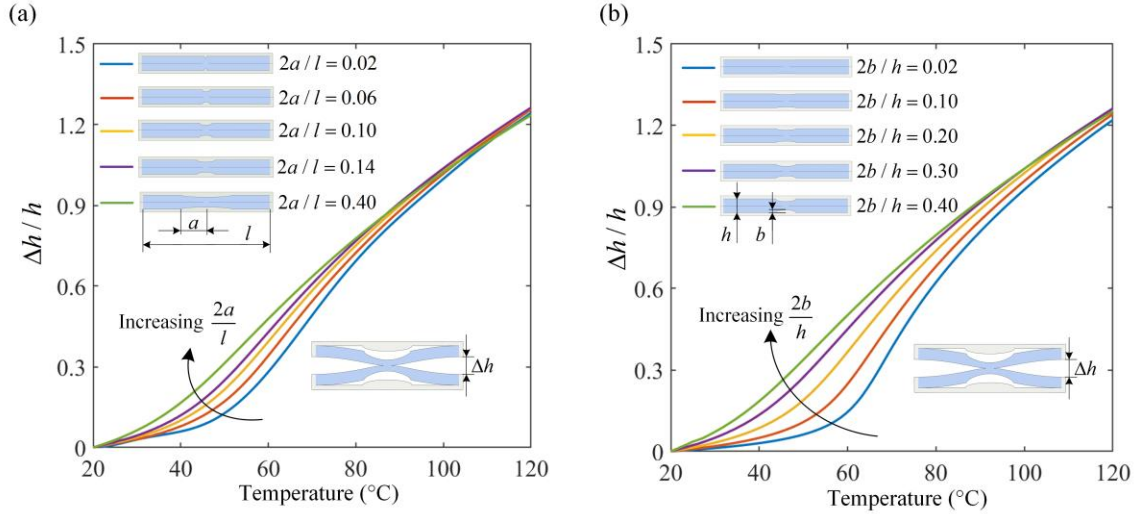 (a)
1.5
1.2
0.9
0.6
0.3
0
Δh / h
2a / l = 0.02
2a / l = 0.06
2a / l = 0.10
2a / l = 0.14
2a / l = 0.40
a
l
Increasing 2a/l
Δh
20 40 60 80 100 120
Temperature (°C)
(b)
1.5
1.2
0.9
0.6
0.3
0
Δh / h
2b / h = 0.02
2b / h = 0.10
2b / h = 0.20
2b / h = 0.30
2b / h = 0.40
h
b
Increasing 2b/h
Δh
20 40 60 80 100 120
Temperature (°C)